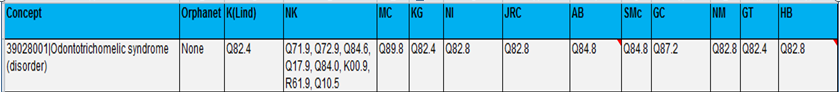 Concept Orphanet K(Lind) NK MC KG NI JRC AB SMc GC NM GT HB
39028001|Odontotrichomelic syndrome None Q82.4 Q71.9, Q72.9, Q84.6, Q89.8 Q82.4 Q82.8 Q82.8 Q84.8 Q84.8 Q87.2 Q82.8 Q82.4 Q82.8
(disorder) Q17.9, Q84.0, K00.9,
R61.9, Q10.5